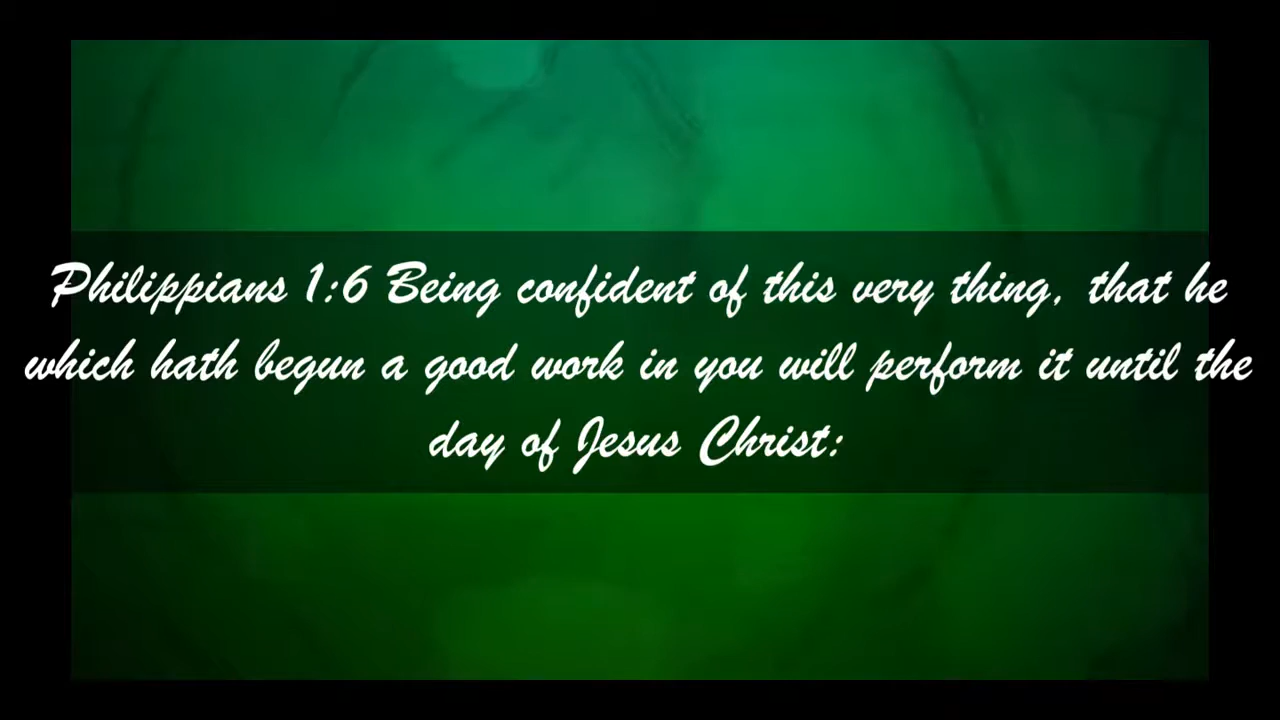 Philippians 1:6 Being confident of this very thing, that he
which hath begun a good work in you will perform it until the
day of Jesus Christ: